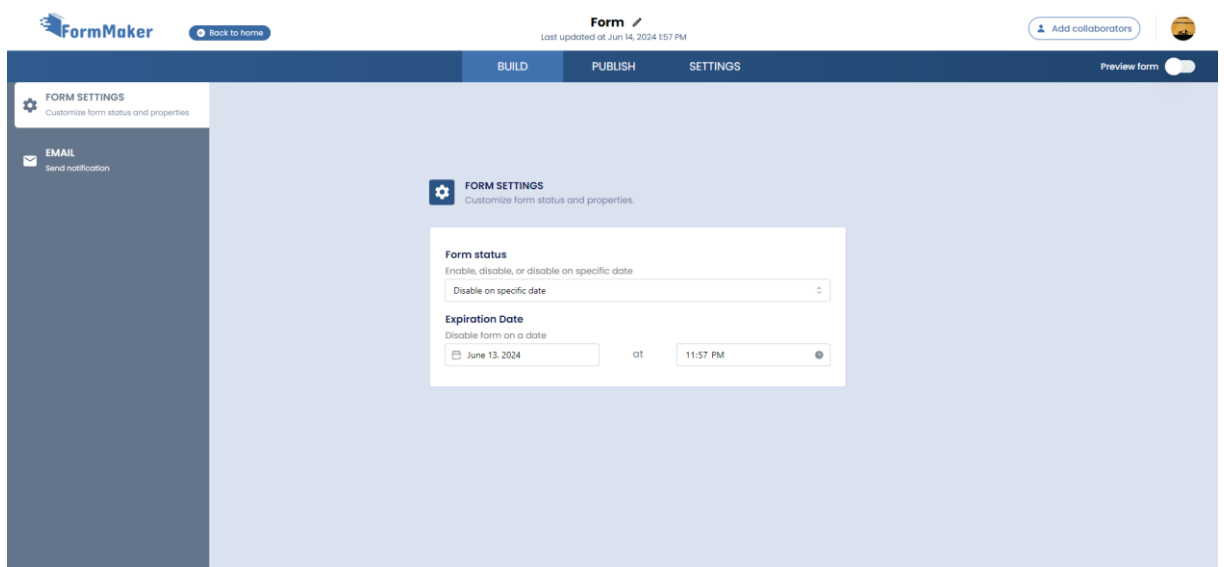 FormMaker
Back to home
Form
Last updated at Jun 14, 2024 1:57 PM
Add collaborators
BUILD
PUBLISH
SETTINGS
Preview form
FORM SETTINGS
Customize form status and properties
EMAIL
Send notification
FORM SETTINGS
Customize form status and properties.
Form status
Enable, disable, or disable on specific date
Disable on specific date
Expiration Date
Disable form on a date
June 13, 2024
at
11:57 PM